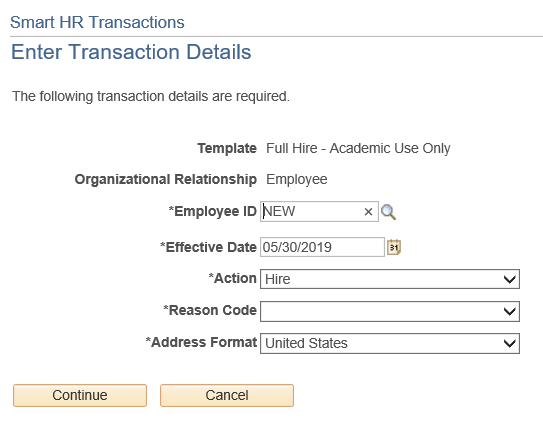 Smart HR Transactions
Enter Transaction Details
The following transaction details are required.
Template Full Hire - Academic Use Only
Organizational Relationship Employee
*Employee ID NEW ×
*Effective Date 05/30/2019 31
*Action Hire
*Reason Code
*Address Format United States
Continue Cancel